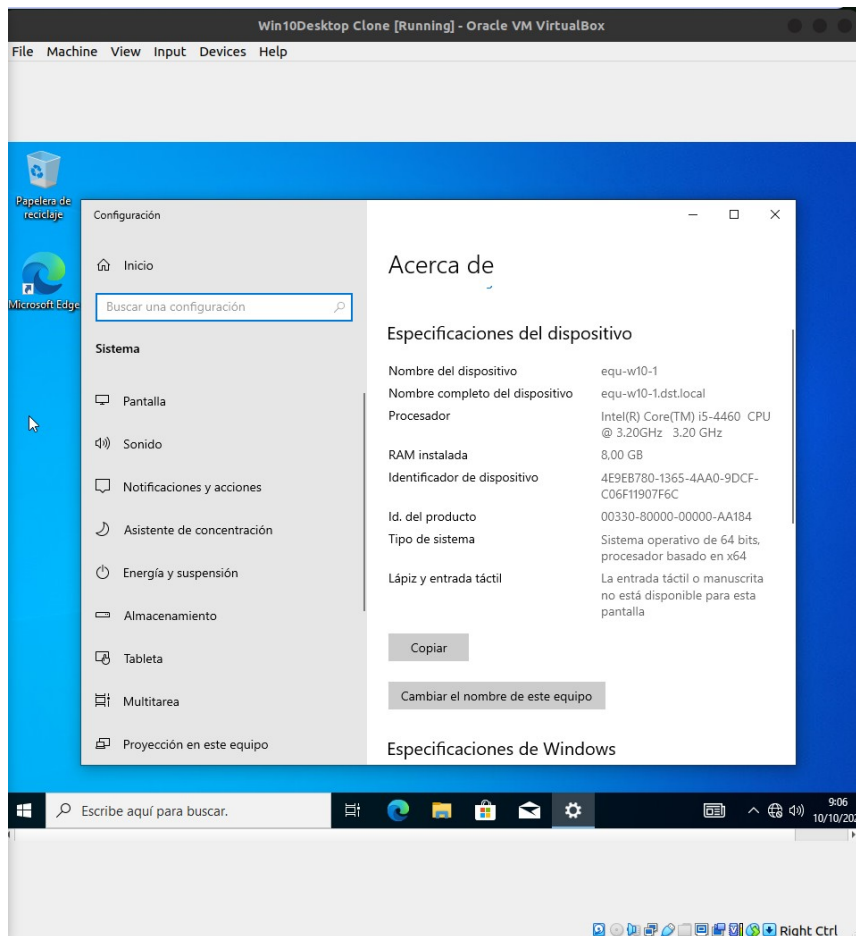 Win10Desktop Clone [Running] - Oracle VM VirtualBox
File Machine View Input Devices Help
Papelera de
reciclaje
Microsoft Edge
Configuración
Inicio
Buscar una configuración
Sistema
Pantalla
Sonido
Notificaciones y acciones
Asistente de concentración
Energía y suspensión
Almacenamiento
Tableta
Multitarea
Proyección en este equipo
Acerca de
Especificaciones del dispositivo
Nombre del dispositivo equ-w10-1
Nombre completo del dispositivo equ-w10-1.dst.local
Procesador Intel(R) Core(TM) i5-4460 CPU
@ 3.20GHz 3.20 GHz
RAM instalada 8,00 GB
Identificador de dispositivo 4E9EB780-1365-4AA0-9DCF-
C06F11907F6C
Id. del producto 00330-80000-00000-AA184
Tipo de sistema Sistema operativo de 64 bits,
procesador basado en x64
Lápiz y entrada táctil La entrada táctil o manuscrita
no está disponible para esta
pantalla
Copiar
Cambiar el nombre de este equipo
Especificaciones de Windows
Escribe aquí para buscar.
9:06
10/10/202
Right Ctrl